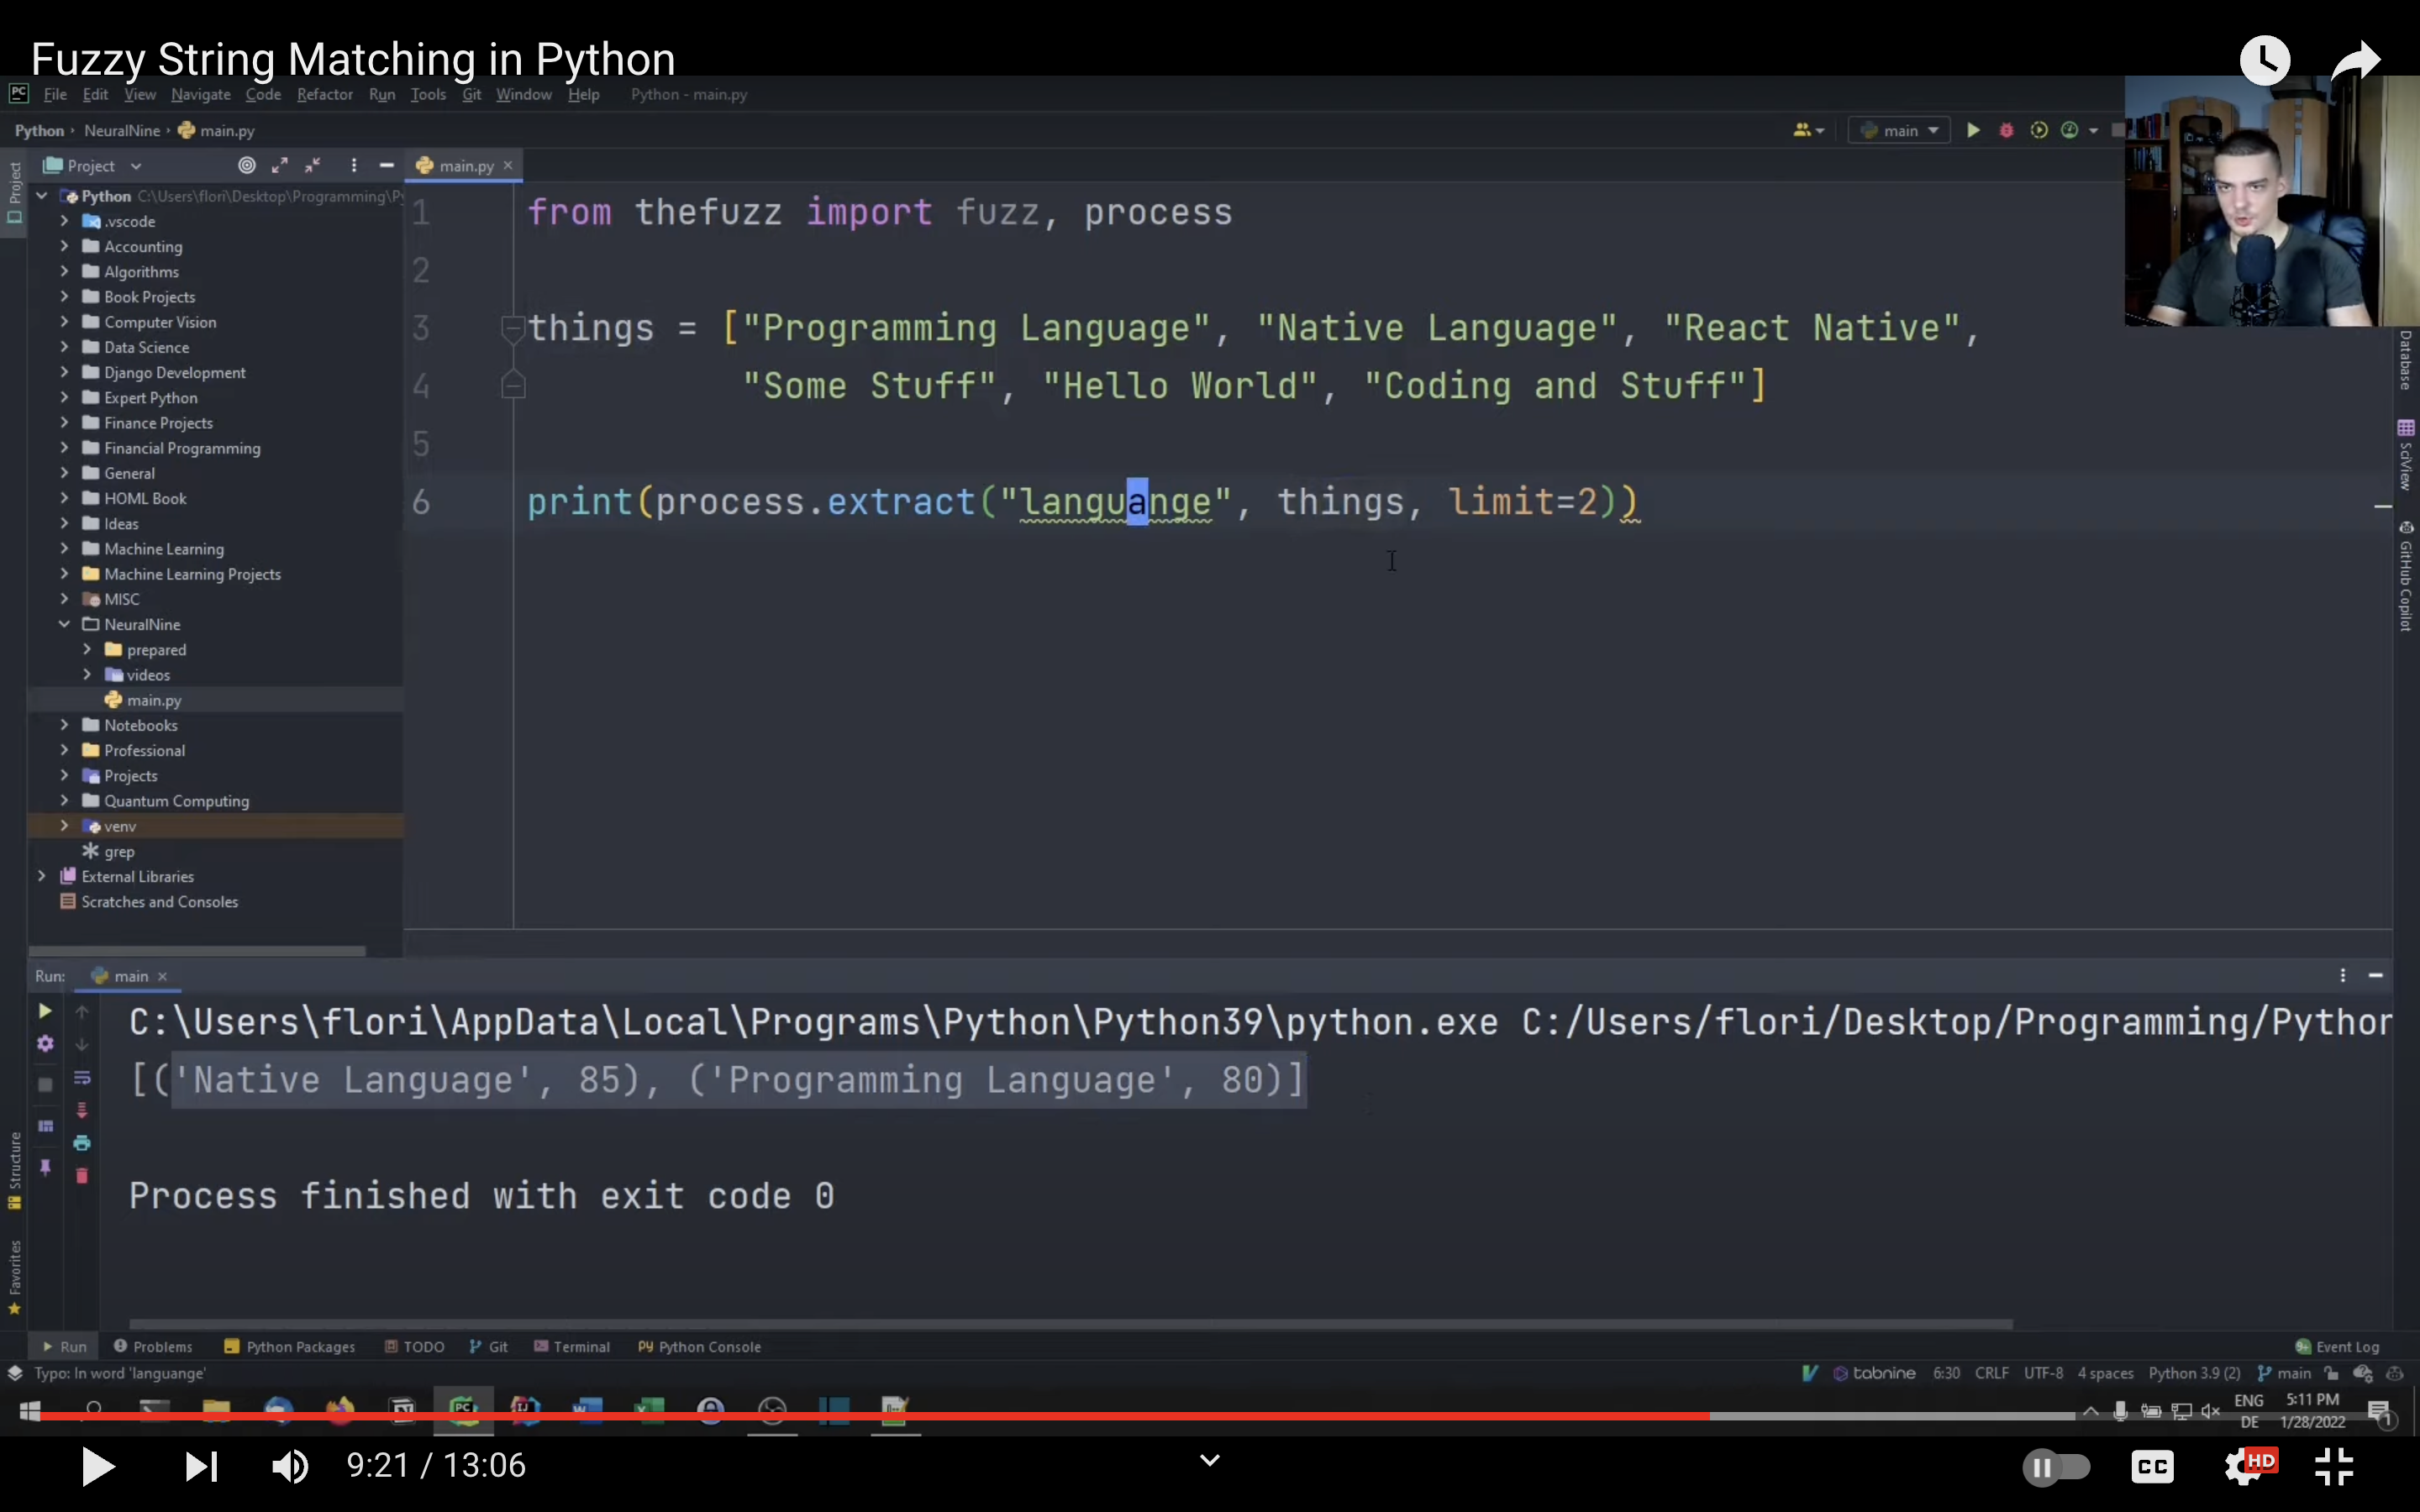 Fuzzy String Matching in Python
PC File Edit View Navigate Code Refactor Run Tools Git Window Help Python - main.py
Python NeuralNine main.py main
Project Project main.py
1 from thefuzz import fuzz, process
2
3 things = ["Programming Language", "Native Language", "React Native",
4 "Some Stuff", "Hello World", "Coding and Stuff"]
5
6 print(process.extract("languange", things, limit=2))
Python C:\Users\flori\Desktop\Programming\Py
.vscode
Accounting
Algorithms
Book Projects
Computer Vision
Data Science
Django Development
Expert Python
Finance Projects
Financial Programming
General
HOML Book
Ideas
Machine Learning
Machine Learning Projects
MISC
NeuralNine
prepared
videos
main.py
Notebooks
Professional
Projects
Quantum Computing
venv
grep
External Libraries
Scratches and Consoles
Database
SciView
GitHub Copilot
Run: main
C:\Users\flori\AppData\Local\Programs\Python\Python39\python.exe C:/Users/flori/Desktop/Programming/Python
[('Native Language', 85), ('Programming Language', 80)]
Process finished with exit code 0
Structure
Favorites
Run Problems Python Packages TODO Git Terminal PY Python Console Event Log
Typo: In word 'languange' tabnine 6:30 CRLF UTF-8 4 spaces Python 3.9 (2) main
PC IJ ENG 5:11 PM
DE 1/28/2022 1
9:21 / 13:06 CC HD